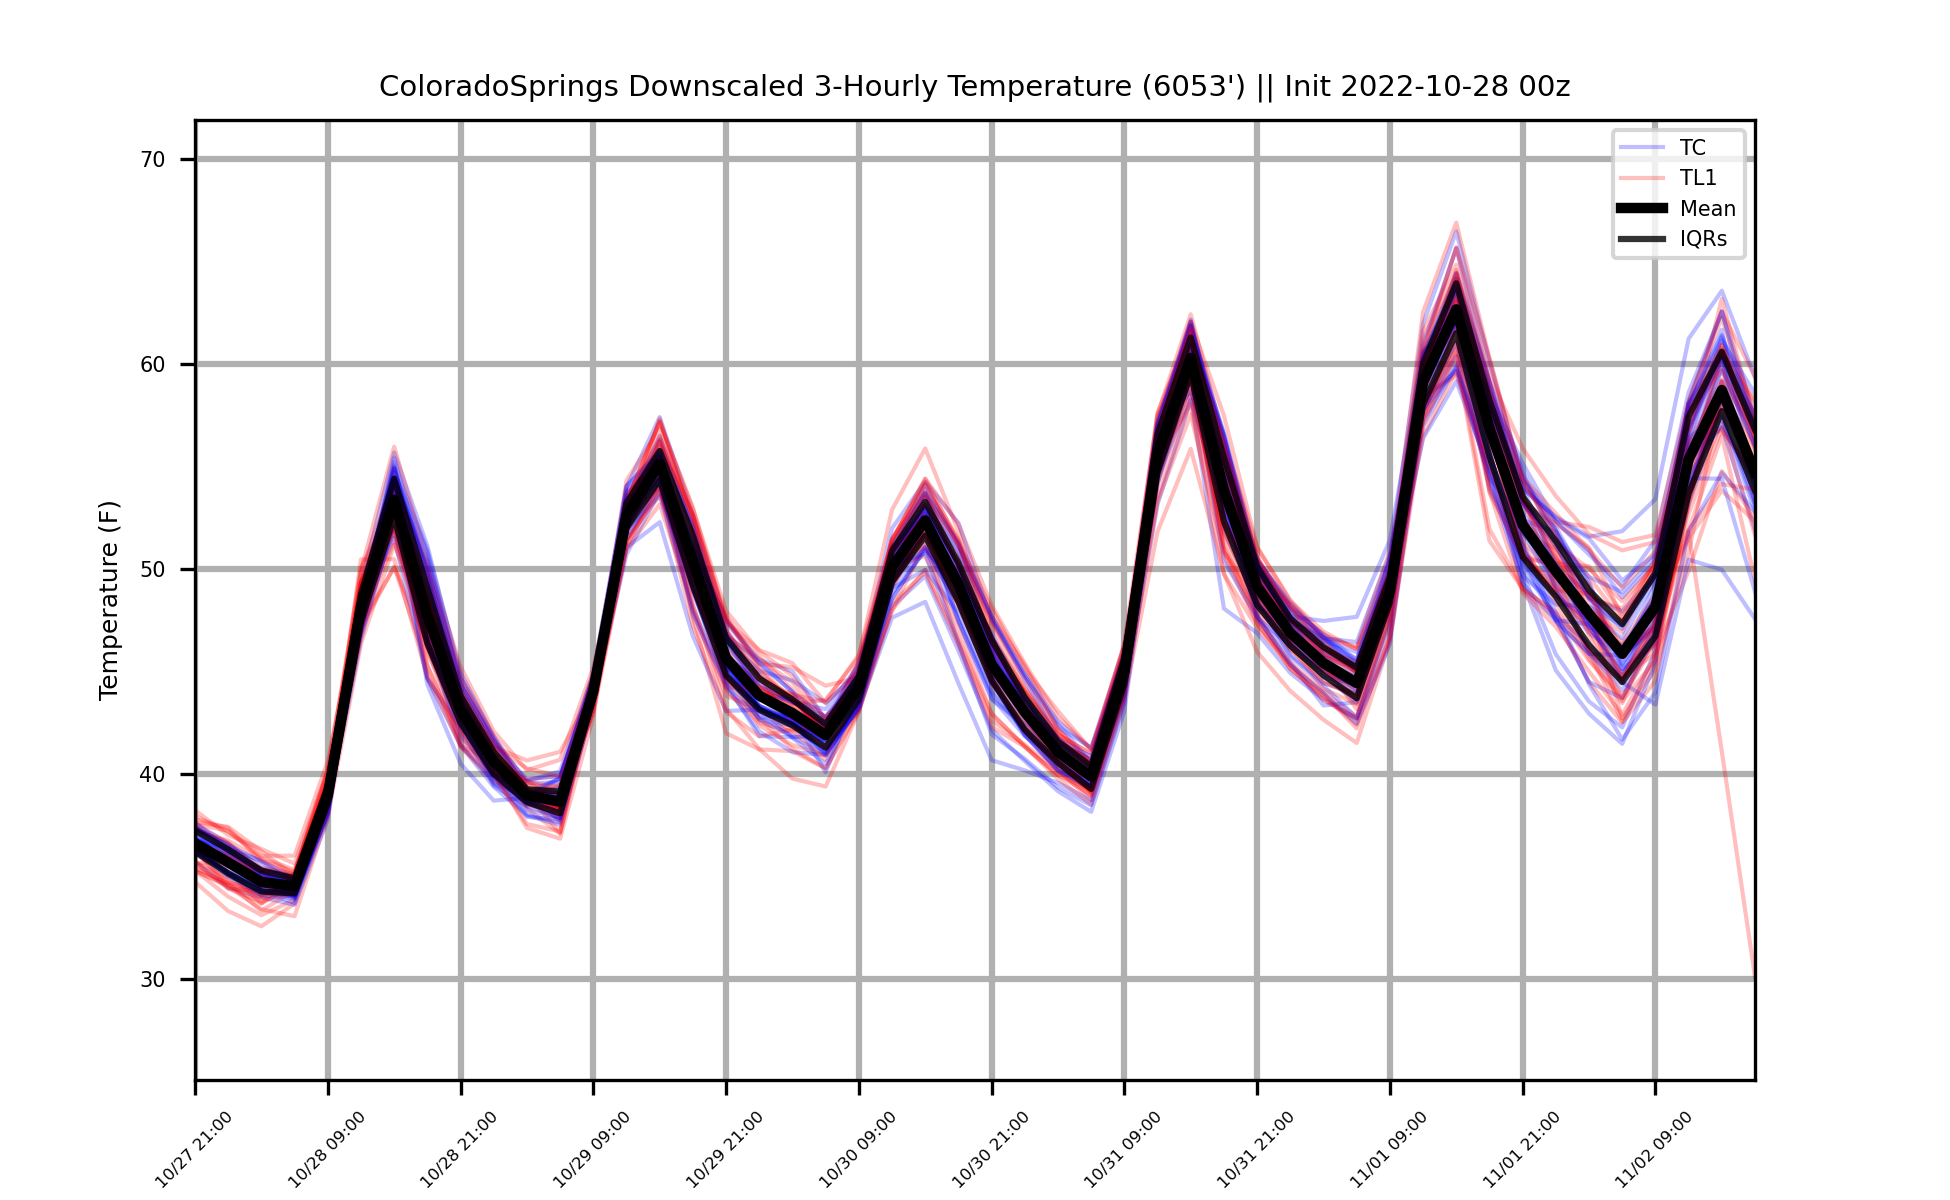 ColoradoSprings Downscaled 3-Hourly Temperature (6053') || Init 2022-10-28 00z
TC
TL1
Mean
IQRs
Temperature (F)
70
60
50
40
30
10/27 21:00
10/28 09:00
10/28 21:00
10/29 09:00
10/29 21:00
10/30 09:00
10/30 21:00
10/31 09:00
10/31 21:00
11/01 09:00
11/01 21:00
11/02 09:00